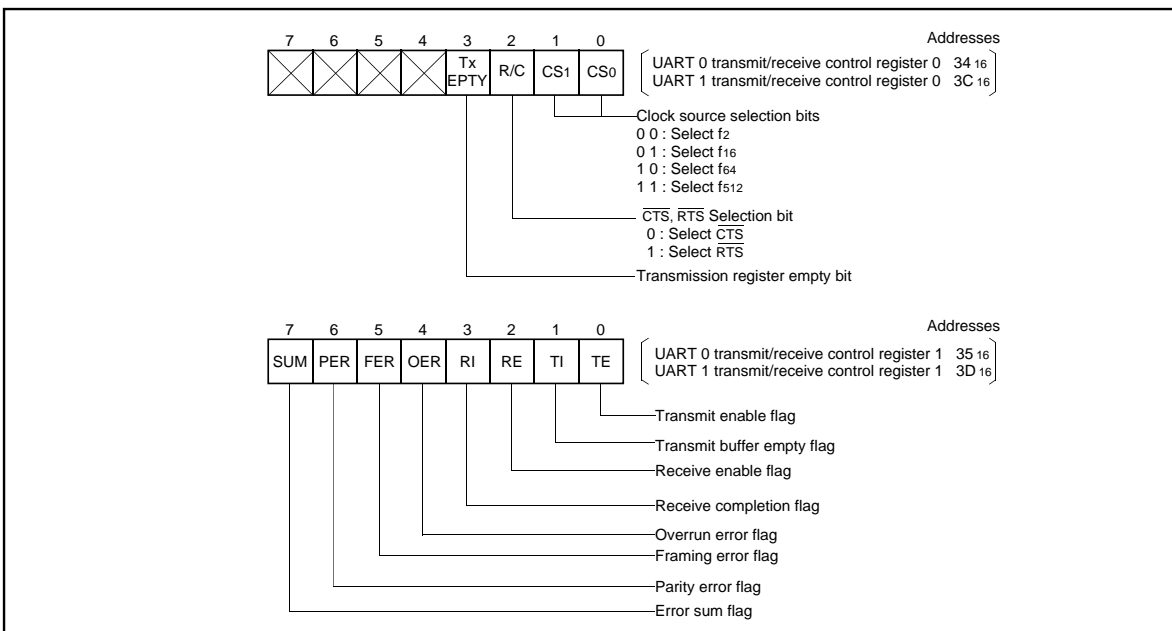 7 6 5 4 3 2 1 0
Addresses
Tx EPTY R/C CS1 CS0
UART 0 transmit/receive control register 0 34 16
UART 1 transmit/receive control register 0 3C 16
Clock source selection bits
0 0 : Select f2
0 1 : Select f16
1 0 : Select f64
1 1 : Select f512
C̅T̅S̅, R̅T̅S̅ Selection bit
0 : Select C̅T̅S̅
1 : Select R̅T̅S̅
Transmission register empty bit
7 6 5 4 3 2 1 0
Addresses
SUM PER FER OER RI RE TI TE
UART 0 transmit/receive control register 1 35 16
UART 1 transmit/receive control register 1 3D 16
Transmit enable flag
Transmit buffer empty flag
Receive enable flag
Receive completion flag
Overrun error flag
Framing error flag
Parity error flag
Error sum flag